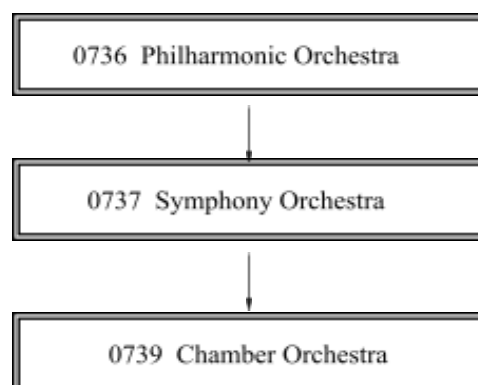 0736 Philharmonic Orchestra
0737 Symphony Orchestra
0739 Chamber Orchestra